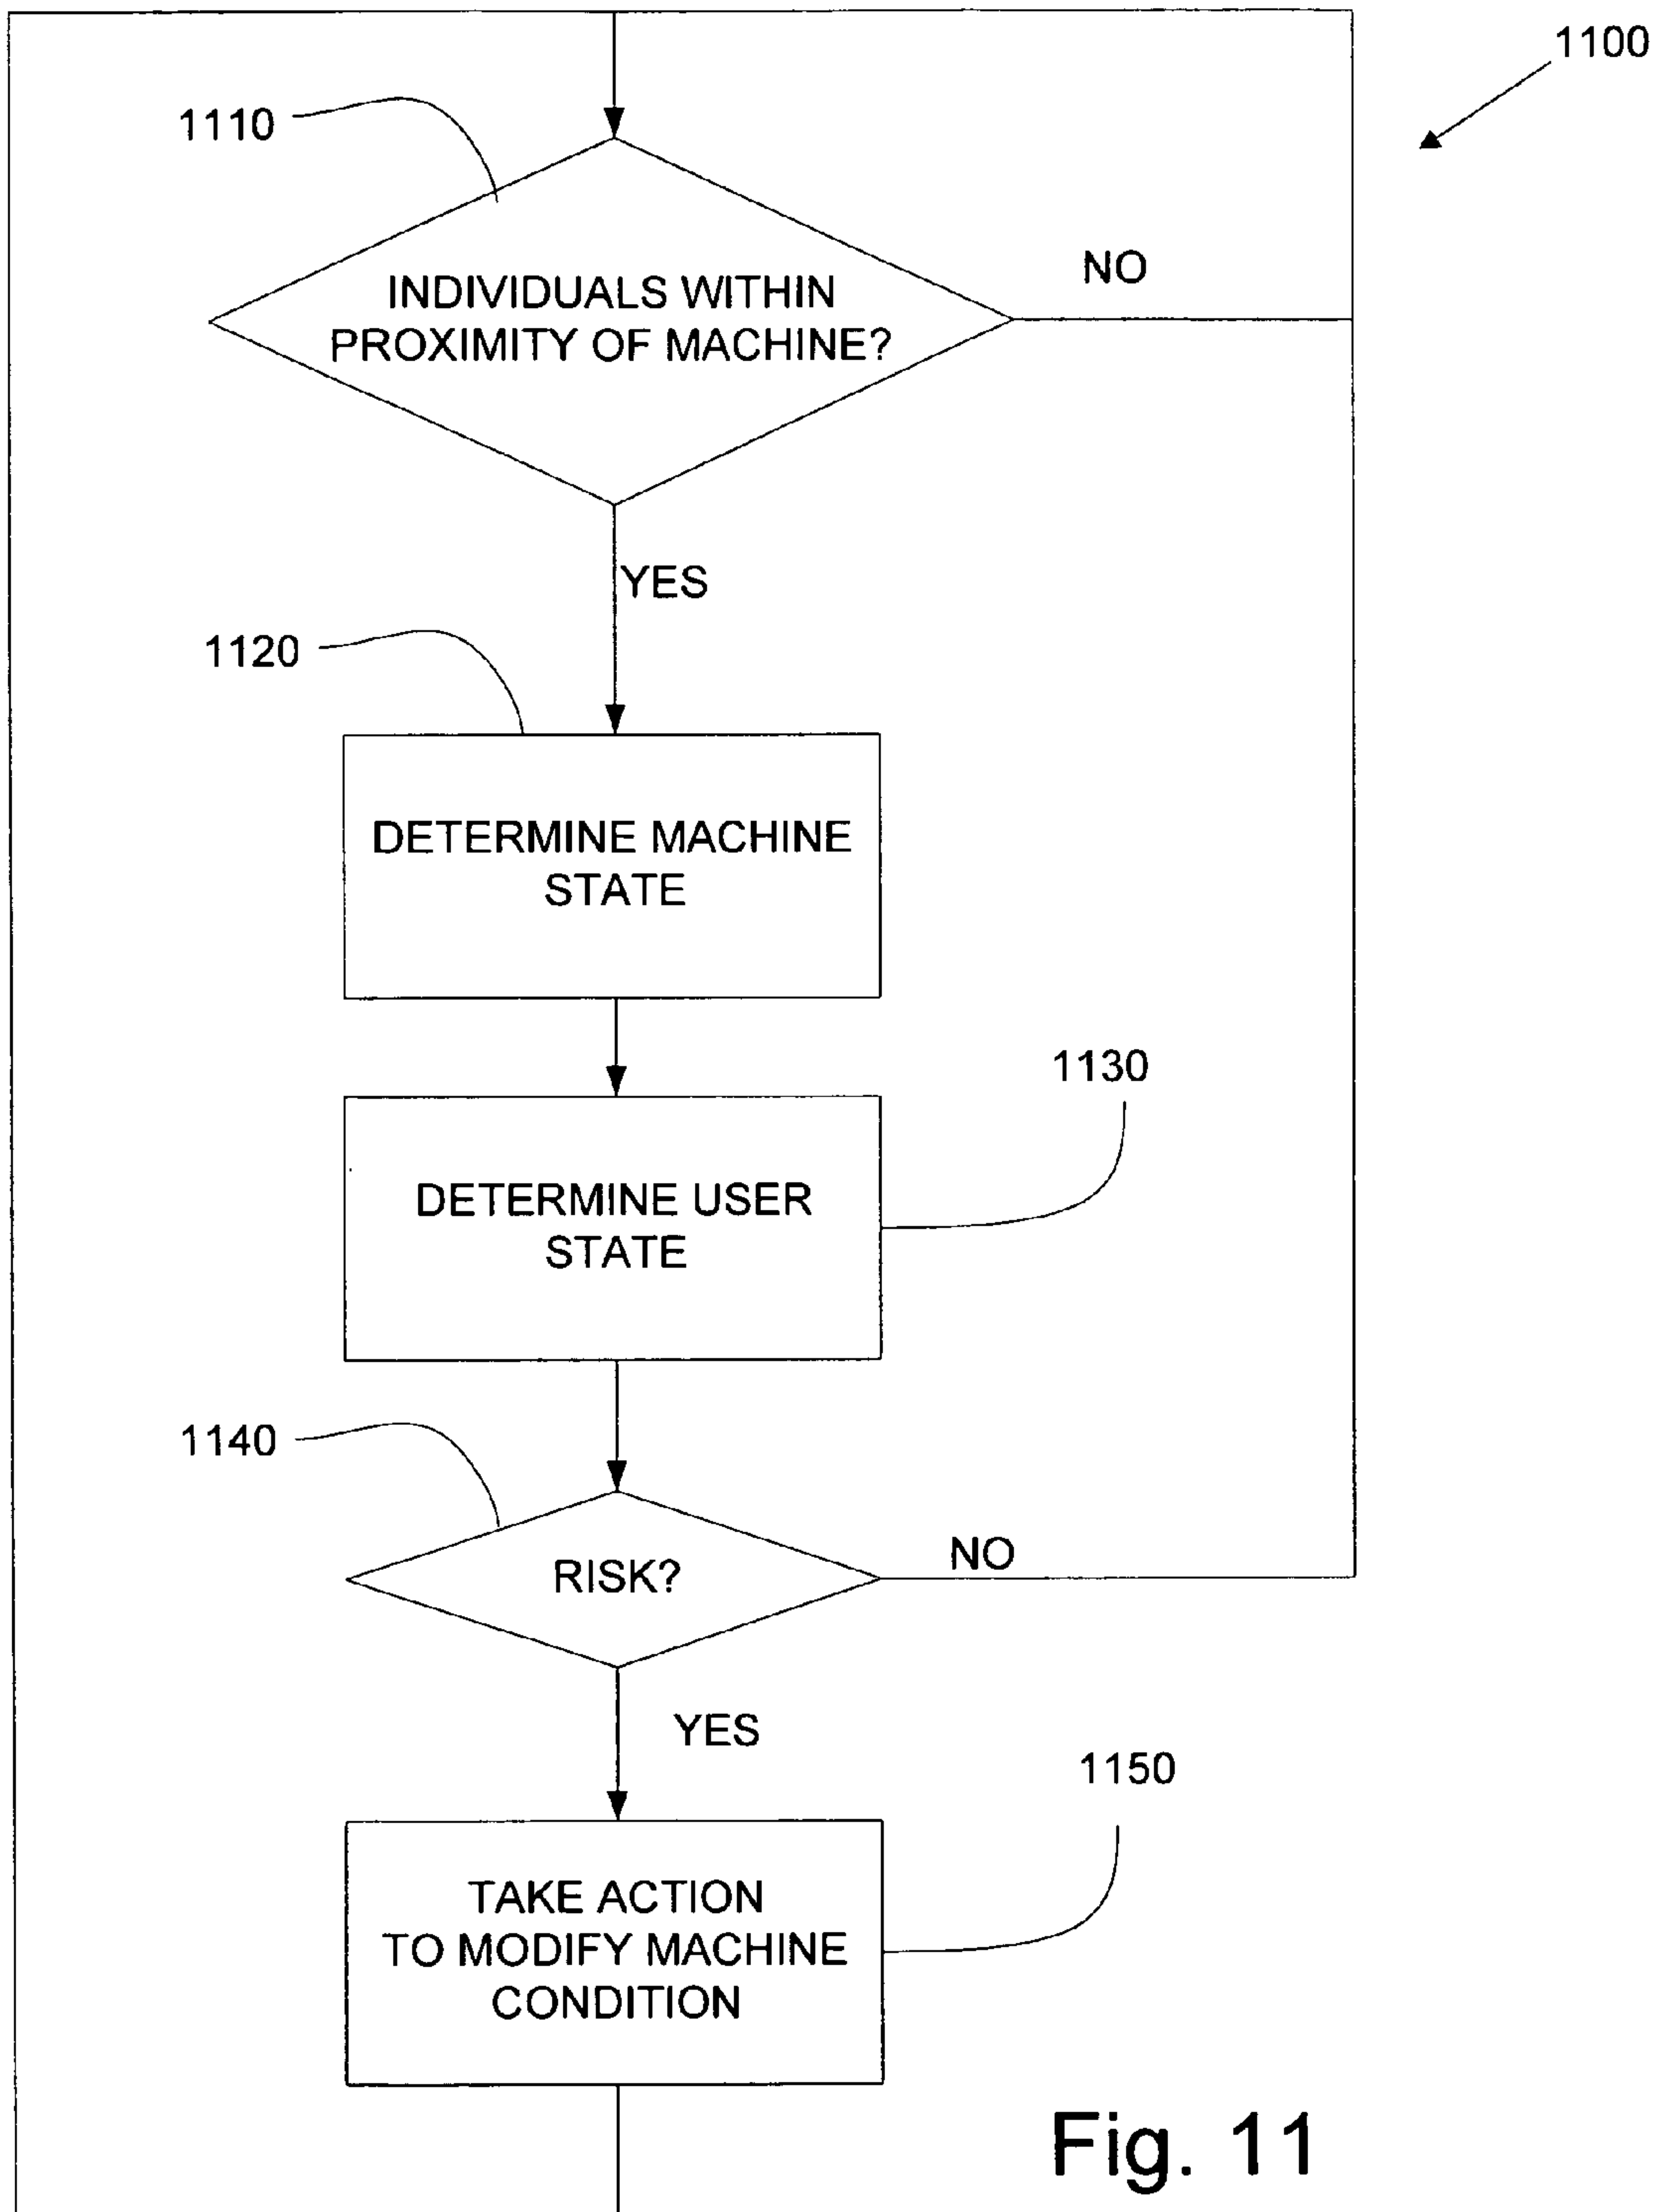 1100
1110
INDIVIDUALS WITHIN
PROXIMITY OF MACHINE?
NO
YES
1120
DETERMINE MACHINE
STATE
1130
DETERMINE USER
STATE
1140
RISK?
NO
YES
1150
TAKE ACTION
TO MODIFY MACHINE
CONDITION
Fig. 11